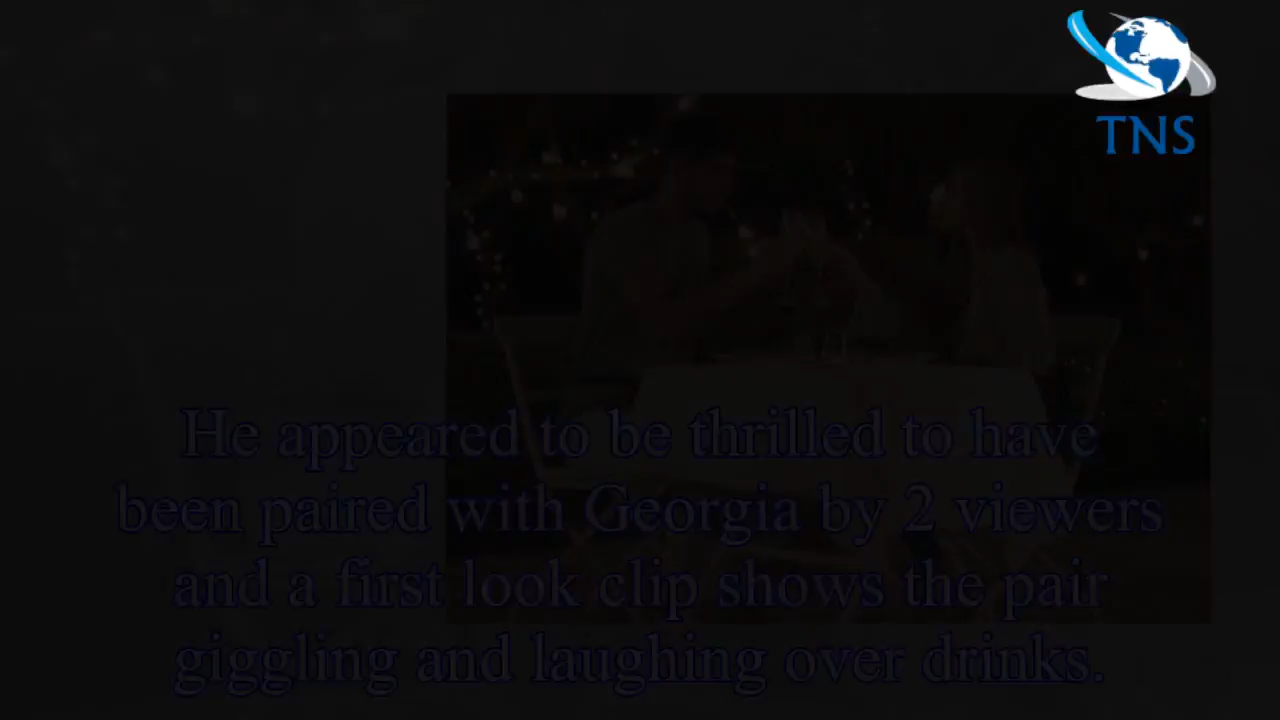 TNS
He appeared to be thrilled to have
been paired with Georgia by 2 viewers
and a first look clip shows the pair
giggling and laughing over drinks.